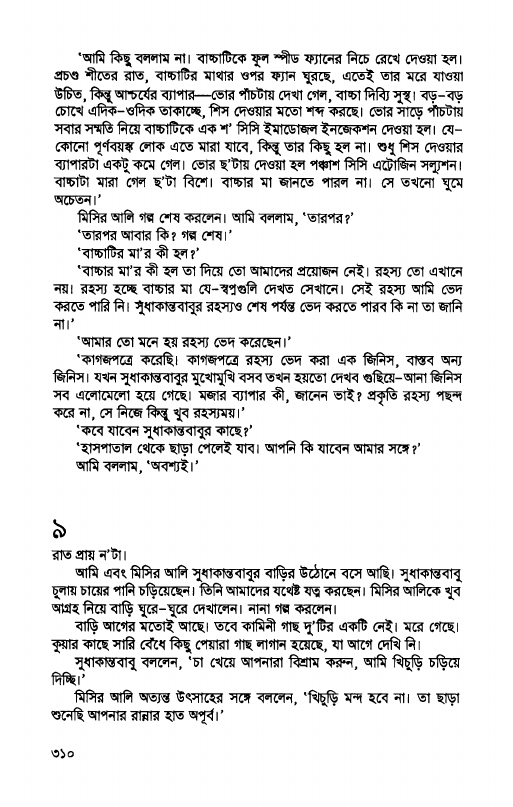 ‘আমি কিছু বললাম না। বাচ্চাটিকে ফুল স্পীড ফ্যানের নিচে রেখে দেওয়া হল।
প্রচণ্ড শীতের রাত, বাচ্চাটির মাথার ওপর ফ্যান ঘুরছে, এতেই তার মরে যাওয়া
উচিত, কিন্তু আশ্চর্যের ব্যাপার—ভোর পাঁচটায় দেখা গেল, বাচ্চা দিব্যি সুস্থ। বড়-বড়
চোখে এদিক-ওদিক তাকাচ্ছে, শিস দেওয়ার মতো শব্দ করছে। ভোর সাড়ে পাঁচটায়
সবার সম্মতি নিয়ে বাচ্চাটিকে এক শ’ সিসি ইমাডোজল ইনজেকশন দেওয়া হল। যে-
কোনো পূর্ণবয়স্ক লোক এতে মারা যাবে, কিন্তু তার কিছু হল না। শুধু শিস দেওয়ার
ব্যাপারটা একটু কমে গেল। ভোর ছ’টায় দেওয়া হল পঞ্চাশ সিসি এট্রোজিন সল্যুশন।
বাচ্চাটা মারা গেল ছ’টা বিশে। বাচ্চার মা জানতে পারল না। সে তখনো ঘুমে
অচেতন।’
মিসির আলি গল্প শেষ করলেন। আমি বললাম, ‘তারপর?’
‘তারপর আবার কি? গল্প শেষ।’
‘বাচ্চাটির মা’র কী হল?’
‘বাচ্চার মা’র কী হল তা দিয়ে তো আমাদের প্রয়োজন নেই। রহস্য তো এখানে
নয়। রহস্য হচ্ছে বাচ্চার মা যে-স্বপ্নগুলি দেখত সেখানে। সেই রহস্য আমি ভেদ
করতে পারি নি। সুধাকান্তবাবুর রহস্যও শেষ পর্যন্ত ভেদ করতে পারব কি না তা জানি
না।’
‘আমার তো মনে হয় রহস্য ভেদ করেছেন।’
‘কাগজপত্রে করেছি। কাগজপত্রে রহস্য ভেদ করা এক জিনিস, বাস্তব অন্য
জিনিস। যখন সুধাকান্তবাবুর মুখোমুখি বসব তখন হয়তো দেখব গুছিয়ে-আনা জিনিস
সব এলোমেলো হয়ে গেছে। মজার ব্যাপার কী, জানেন ভাই? প্রকৃতি রহস্য পছন্দ
করে না, সে নিজে কিন্তু খুব রহস্যময়।’
‘কবে যাবেন সুধাকান্তবাবুর কাছে?’
‘হাসপাতাল থেকে ছাড়া পেলেই যাব। আপনি কি যাবেন আমার সঙ্গে?’
আমি বললাম, ‘অবশ্যই।’
৯
রাত প্রায় ন’টা।
আমি এবং মিসির আলি সুধাকান্তবাবুর বাড়ির উঠোনে বসে আছি। সুধাকান্তবাবু
চুলায় চায়ের পানি চড়িয়েছেন। তিনি আমাদের যথেষ্ট যত্ন করছেন। মিসির আলিকে খুব
আগ্রহ নিয়ে বাড়ি ঘুরে-ঘুরে দেখালেন। নানা গল্প করলেন।
বাড়ি আগের মতোই আছে। তবে কামিনী গাছ দু’টির একটি নেই। মরে গেছে।
কুয়ার কাছে সারি বেঁধে কিছু পেয়ারা গাছ লাগান হয়েছে, যা আগে দেখি নি।
সুধাকান্তবাবু বললেন, ‘চা খেয়ে আপনারা বিশ্রাম করুন, আমি খিচুড়ি চড়িয়ে
দিচ্ছি।’
মিসির আলি অত্যন্ত উৎসাহের সঙ্গে বললেন, ‘খিচুড়ি মন্দ হবে না। তা ছাড়া
শুনেছি আপনার রান্নার হাত অপূর্ব।’
৩১০